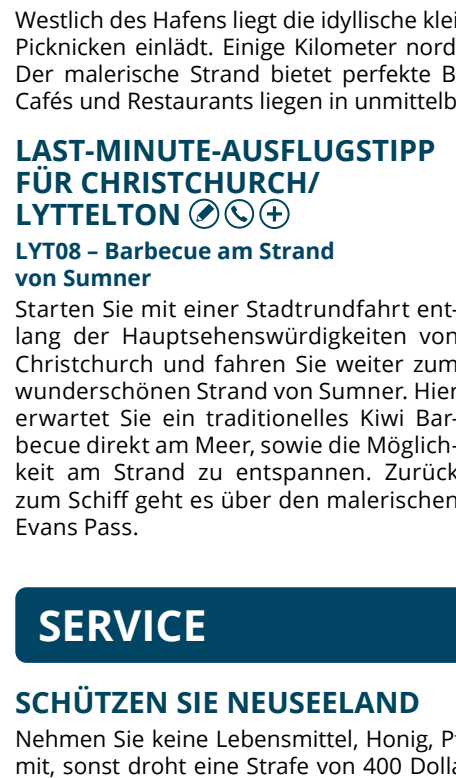 Westlich des Hafens liegt die idyllische
Picknicken einlädt. Einige Kilometer
Der malerische Strand bietet perfekte
Cafés und Restaurants liegen in
LAST-MINUTE-AUSFLUGSTIPP
FÜR CHRISTCHURCH/
LYTTELTON
LYT08 – Barbecue am Strand
von Sumner
Starten Sie mit einer Stadtrundfahrt ent-
lang der Hauptsehenswürdigkeiten von
Christchurch und fahren Sie weiter zum
wunderschönen Strand von Sumner. Hier
erwartet Sie ein traditionelles Kiwi Bar-
becue direkt am Meer, sowie die Möglich-
keit am Strand zu entspannen. Zurück
zum Schiff geht es über den malerischen
Evans Pass.
SERVICE
SCHÜTZEN SIE NEUSEELAND
Nehmen Sie keine Lebensmittel, Honig,
mit, sonst droht eine Strafe von 400